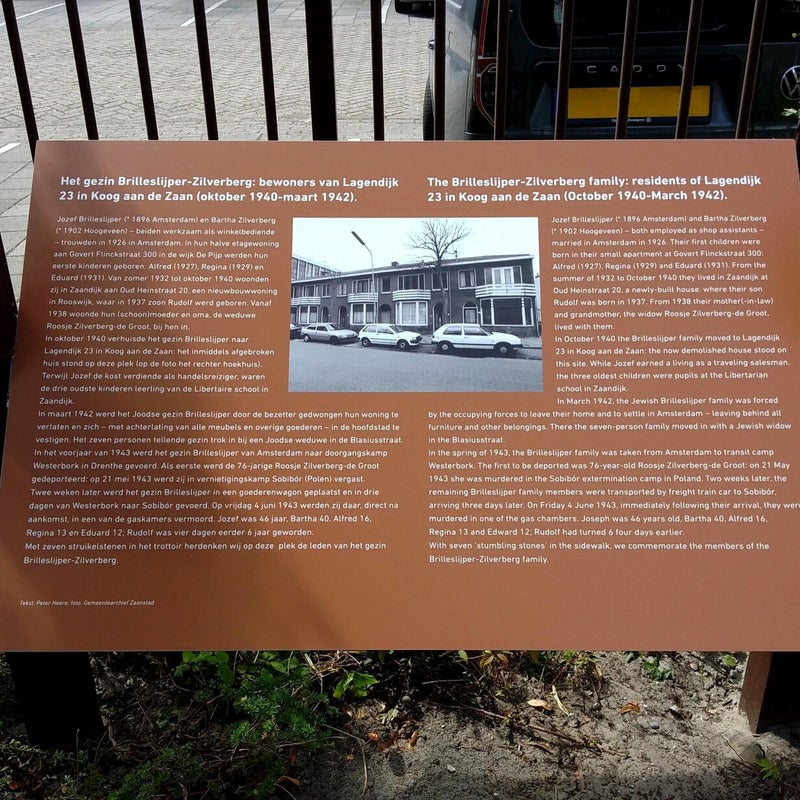 CADDY
Het gezin Brilleslijper-Zilverberg: bewoners van Lagendijk
23 in Koog aan de Zaan (oktober 1940-maart 1942).
Jozef Brilleslijper (* 1896 Amsterdam) en Bartha Zilverberg
(* 1902 Hoogeveen) – beiden werkzaam als winkelbediende
– trouwden in 1926 in Amsterdam. In hun halve etagewoning
aan Govert Flinckstraat 300 in de wijk De Pijp werden hun
eerste kinderen geboren: Alfred (1927), Regina (1929) en
Eduard (1931). Van zomer 1932 tot oktober 1940 woonden
zij in Zaandijk aan Oud Heinstraat 20, een nieuwbouwwoning
in Rooswijk, waar in 1937 zoon Rudolf werd geboren. Vanaf
1938 woonde hun (schoon)moeder en oma, de weduwe
Roosje Zilverberg-de Groot, bij hen in.
In oktober 1940 verhuisde het gezin Brilleslijper naar
Lagendijk 23 in Koog aan de Zaan: het inmiddels afgebroken
huis stond op deze plek (op de foto het rechter hoekhuis).
Terwijl Jozef de kost verdiende als handelsreiziger, waren
de drie oudste kinderen leerling van de Libertaire school in
Zaandijk.
In maart 1942 werd het Joodse gezin Brilleslijper door de bezetter gedwongen hun woning te
verlaten en zich – met achterlating van alle meubels en overige goederen – in de hoofdstad te
vestigen. Het zeven personen tellende gezin trok in bij een Joodse weduwe in de Blasiusstraat.
In het voorjaar van 1943 werd het gezin Brilleslijper van Amsterdam naar doorgangskamp
Westerbork in Drenthe gevoerd. Als eerste werd de 76-jarige Roosje Zilverberg-de Groot
gedeporteerd: op 21 mei 1943 werd zij in vernietigingskamp Sobibór (Polen) vergast.
Twee weken later werd het gezin Brilleslijper in een goederenwagon geplaatst en in drie
dagen van Westerbork naar Sobibór gevoerd. Op vrijdag 4 juni 1943 werden zij daar, direct na
aankomst, in een van de gaskamers vermoord. Jozef was 46 jaar, Bartha 40, Alfred 16,
Regina 13 en Eduard 12; Rudolf was vier dagen eerder 6 jaar geworden.
Met zeven struikelstenen in het trottoir herdenken wij op deze plek de leden van het gezin
Brilleslijper-Zilverberg.
Tekst: Peter Heere; foto: Gemeentearchief Zaanstad
The Brilleslijper-Zilverberg family: residents of Lagendijk
23 in Koog aan de Zaan (October 1940-March 1942).
Jozef Brilleslijper (* 1896 Amsterdam) and Bartha Zilverberg
(* 1902 Hoogeveen) – both employed as shop assistants –
married in Amsterdam in 1926. Their first children were
born in their small apartment at Govert Flinckstraat 300:
Alfred (1927), Regina (1929) and Eduard (1931). From the
summer of 1932 to October 1940 they lived in Zaandijk at
Oud Heinstraat 20, a newly-built house, where their son
Rudolf was born in 1937. From 1938 their mother(-in-law)
and grandmother, the widow Roosje Zilverberg-de Groot,
lived with them.
In October 1940 the Brilleslijper family moved to Lagendijk
23 in Koog aan de Zaan: the now demolished house stood on
this site. While Jozef earned a living as a traveling salesman,
the three oldest children were pupils at the Libertarian
school in Zaandijk.
In March 1942, the Jewish Brilleslijper family was forced
by the occupying forces to leave their home and to settle in Amsterdam – leaving behind all
furniture and other belongings. There the seven-person family moved in with a Jewish widow
in the Blasiusstraat.
In the spring of 1943, the Brilleslijper family was taken from Amsterdam to transit camp
Westerbork. The first to be deported was 76-year-old Roosje Zilverberg-de Groot: on 21 May
1943 she was murdered in the Sobibór extermination camp in Poland. Two weeks later, the
remaining Brilleslijper family members were transported by freight train car to Sobibór,
arriving three days later. On Friday 4 June 1943, immediately following their arrival, they were
murdered in one of the gas chambers. Joseph was 46 years old, Bartha 40, Alfred 16,
Regina 13 and Edward 12; Rudolf had turned 6 four days earlier.
With seven 'stumbling stones' in the sidewalk, we commemorate the members of the
Brilleslijper-Zilverberg family.